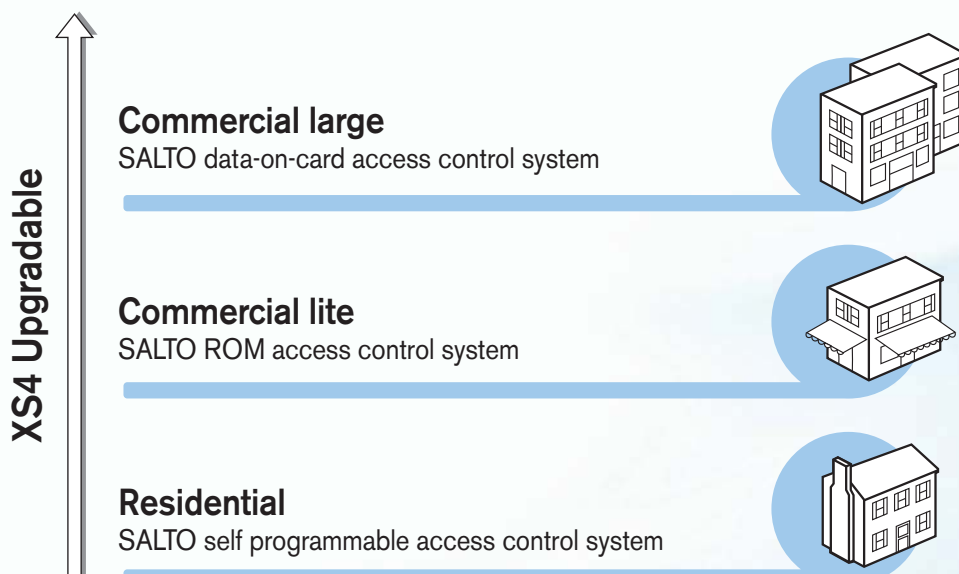 XS4 Upgradable
Commercial large
SALTO data-on-card access control system
Commercial lite
SALTO ROM access control system
Residential
SALTO self programmable access control system